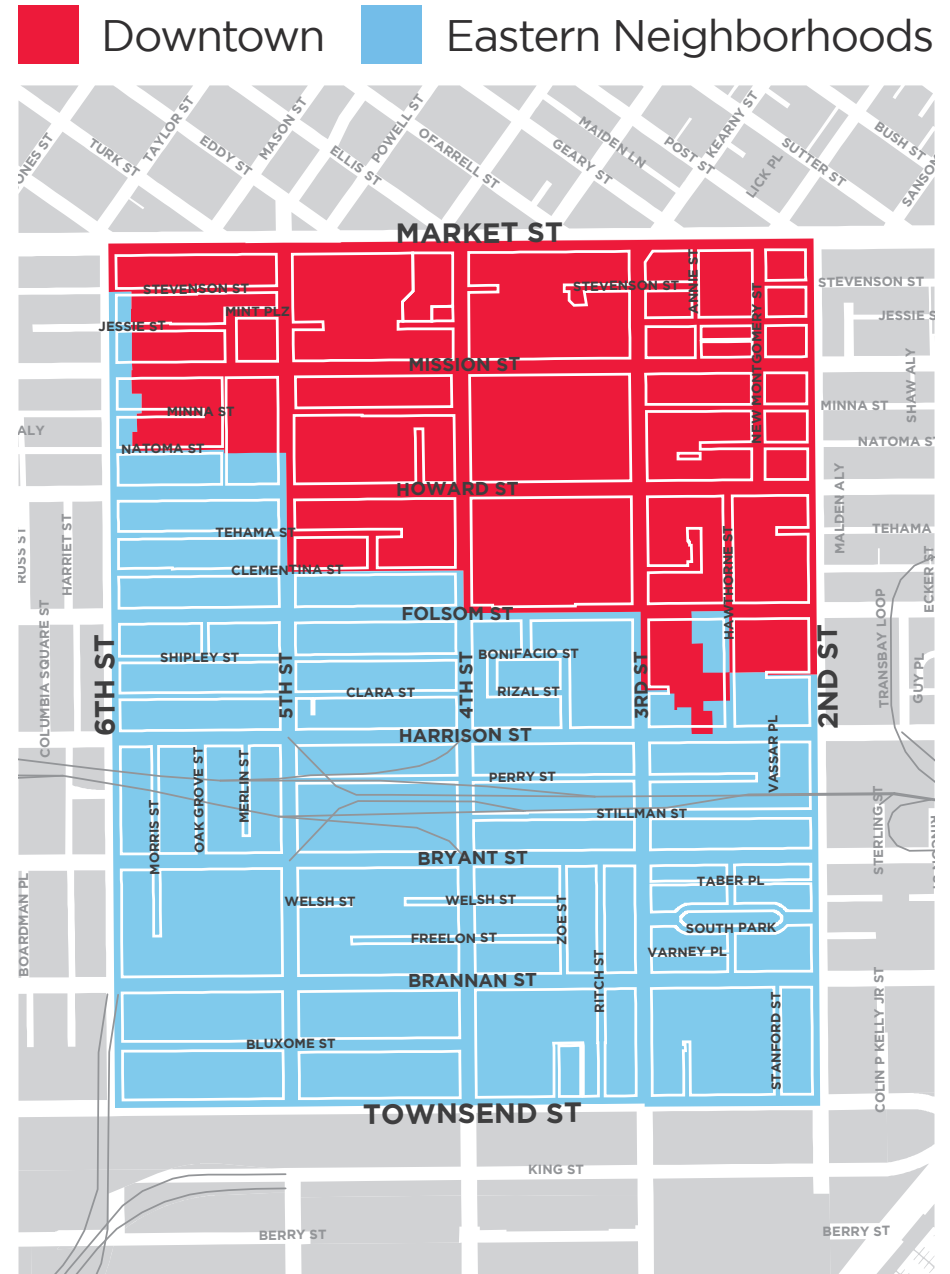 Downtown
Eastern Neighborhoods
TURK ST
TAYLOR ST
EDDY ST
MASON ST
ELLIS ST
POWELL ST
OFARRELL ST
MAIDEN LN
GEARY ST
POST ST
KEARNY ST
LICK PL
SUTTER ST
BUSH ST
MARKET ST
STEVENSON ST
STEVENSON ST
ANNIE ST
STEVENSON ST
MINT PLZ
JESSIE ST
NEW MONTGOMERY ST
JESSIE S
MISSION ST
SHAW ALY
MINNA ST
MINNA ST
ALY
NATOMA ST
NATOMA ST
HOWARD ST
MALDEN ALY
RUSS ST
HARRIET ST
TEHAMA ST
HAWTHORNE ST
TEHAMA
ECKER ST
CLEMENTINA ST
FOLSOM ST
COLUMBIA SQUARE ST
6TH ST
SHIPLEY ST
5TH ST
CLARA ST
4TH ST
BONIFACIO ST
RIZAL ST
3RD ST
2ND ST
TRANSBAY LOOP
GUY PL
HARRISON ST
MORRIS ST
OAK GROVE ST
MERLIN ST
PERRY ST
VASSAR PL
STILLMAN ST
STERLING ST
BRYANT ST
BOARDMAN PL
WELSH ST
WELSH ST
ZOE ST
TABER PL
SOUTH PARK
FREELON ST
VARNEY PL
BRANNAN ST
RITCH ST
STANFORD ST
COLIN P KELLY JR ST
BLUXOME ST
TOWNSEND ST
KING ST
BERRY ST
BERRY ST